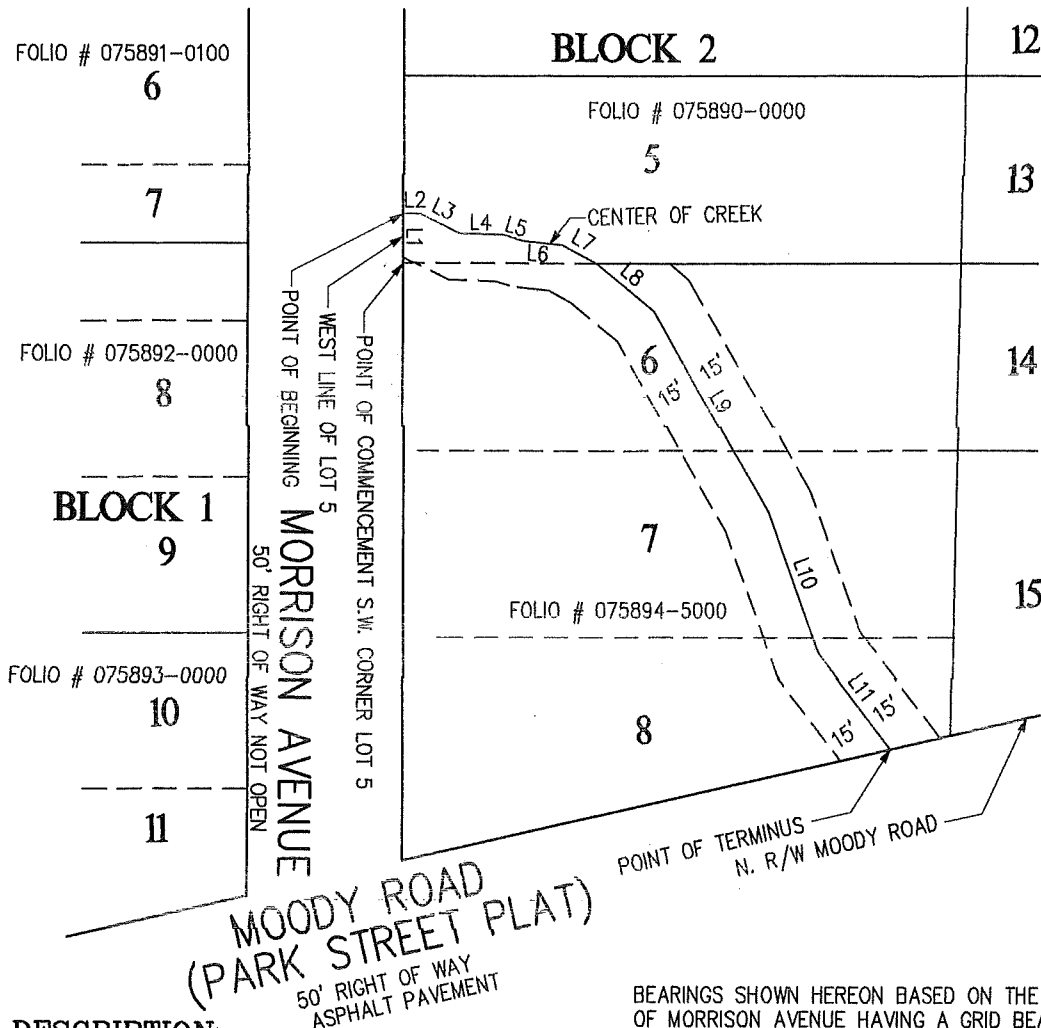 BLOCK 2
12
FOLIO # 075891-0100
6
FOLIO # 075890-0000
5
13
7
L2
L3
L4
L5
CENTER OF CREEK
L7
L1
L6
L8
POINT OF BEGINNING
WEST LINE OF LOT 5
POINT OF COMMENCEMENT S.W. CORNER LOT 5
FOLIO # 075892-0000
8
6
14
15'
15'
L9
BLOCK 1
9
MORRISON AVENUE
50' RIGHT OF WAY NOT OPEN
7
L10
15
FOLIO # 075894-5000
FOLIO # 075893-0000
10
8
L11
15'
15'
11
POINT OF TERMINUS
N. R/W MOODY ROAD
MOODY ROAD
(PARK STREET PLAT)
50' RIGHT OF WAY
ASPHALT PAVEMENT
BEARINGS SHOWN HEREON BASED ON THE
OF MORRISON AVENUE HAVING A GRID BEA
DESCRIPTION: